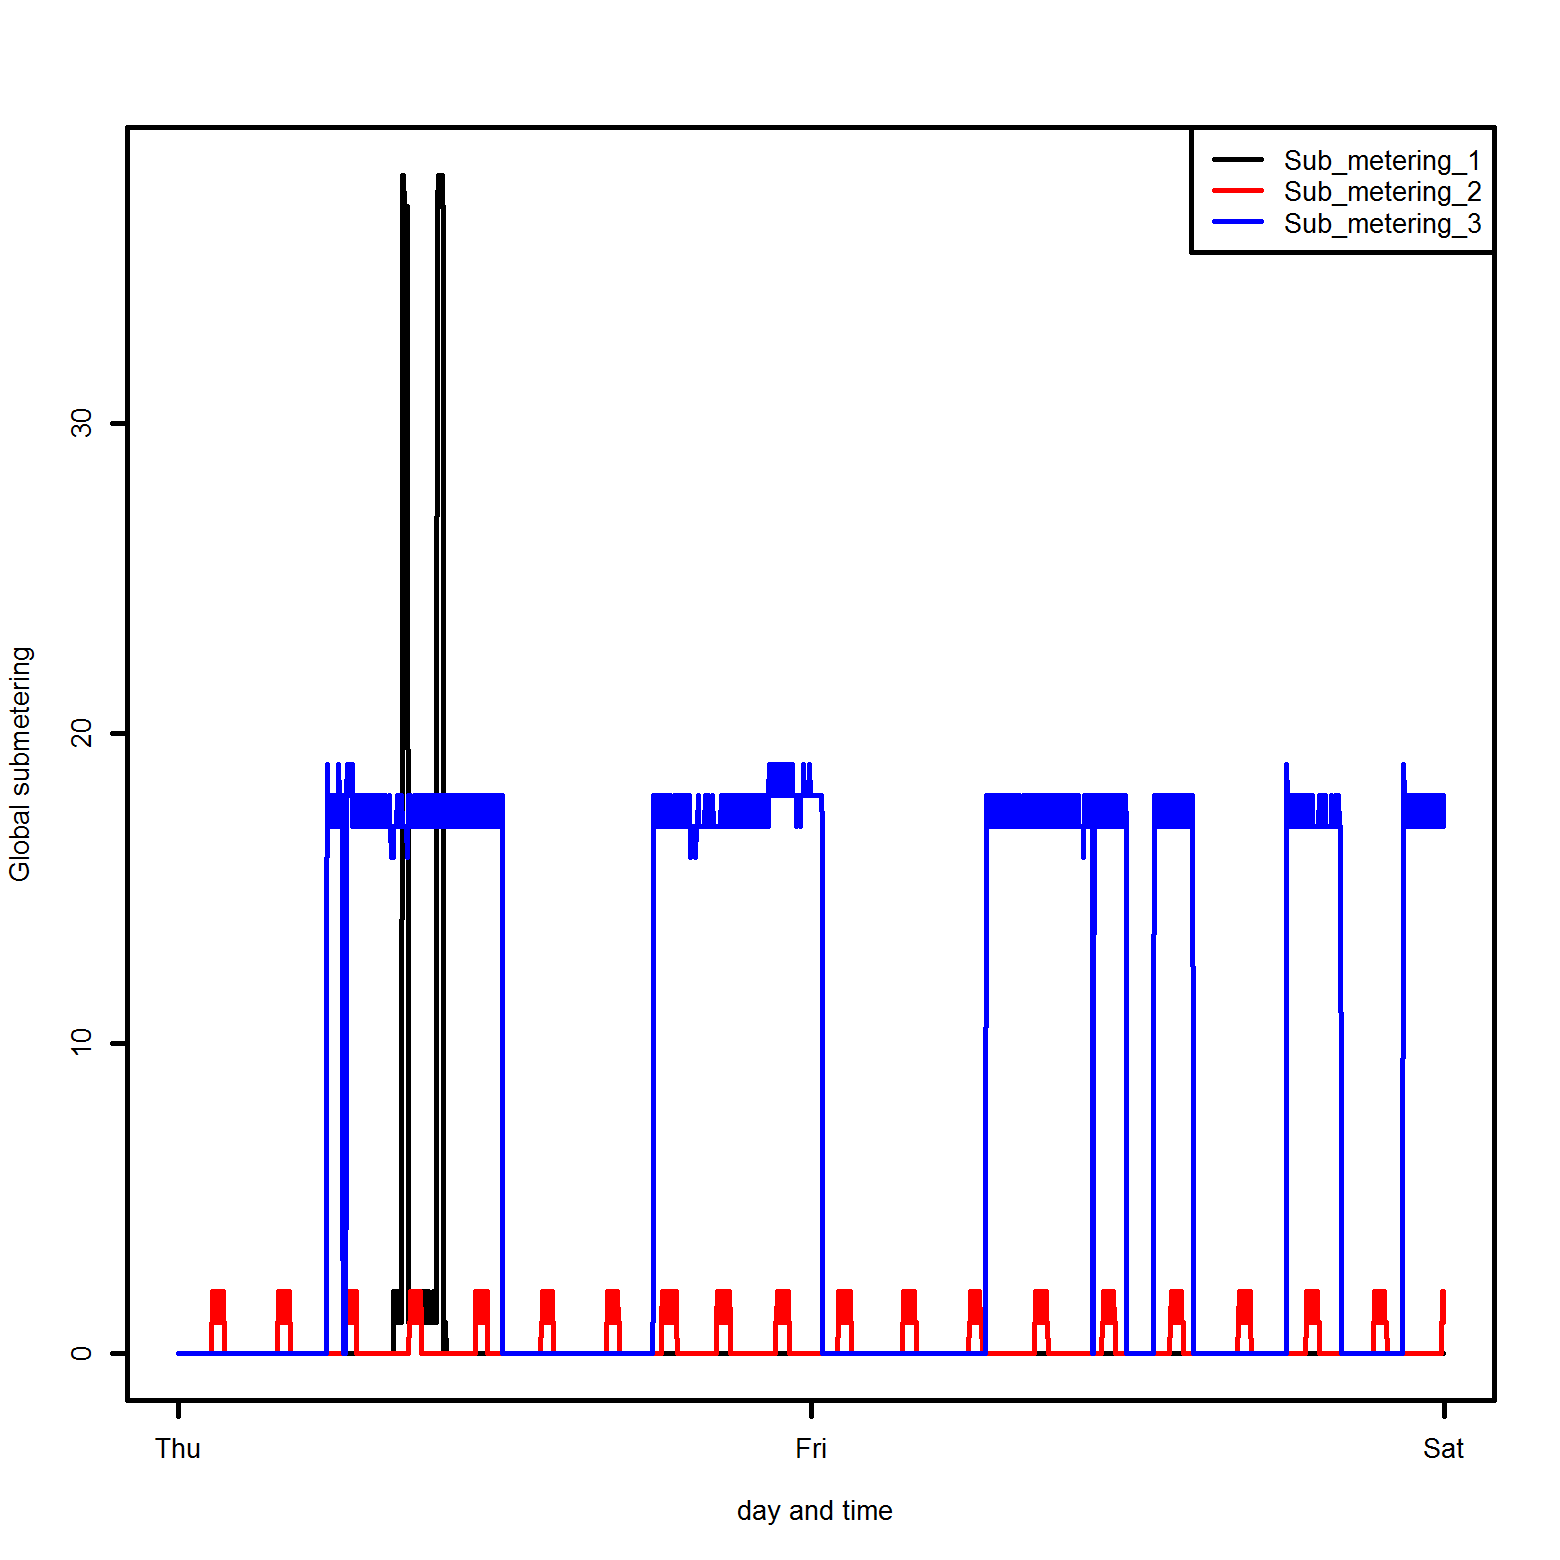 Sub_metering_1
Sub_metering_2
Sub_metering_3
Global submetering
30
20
10
0
Thu
Fri
Sat
day and time